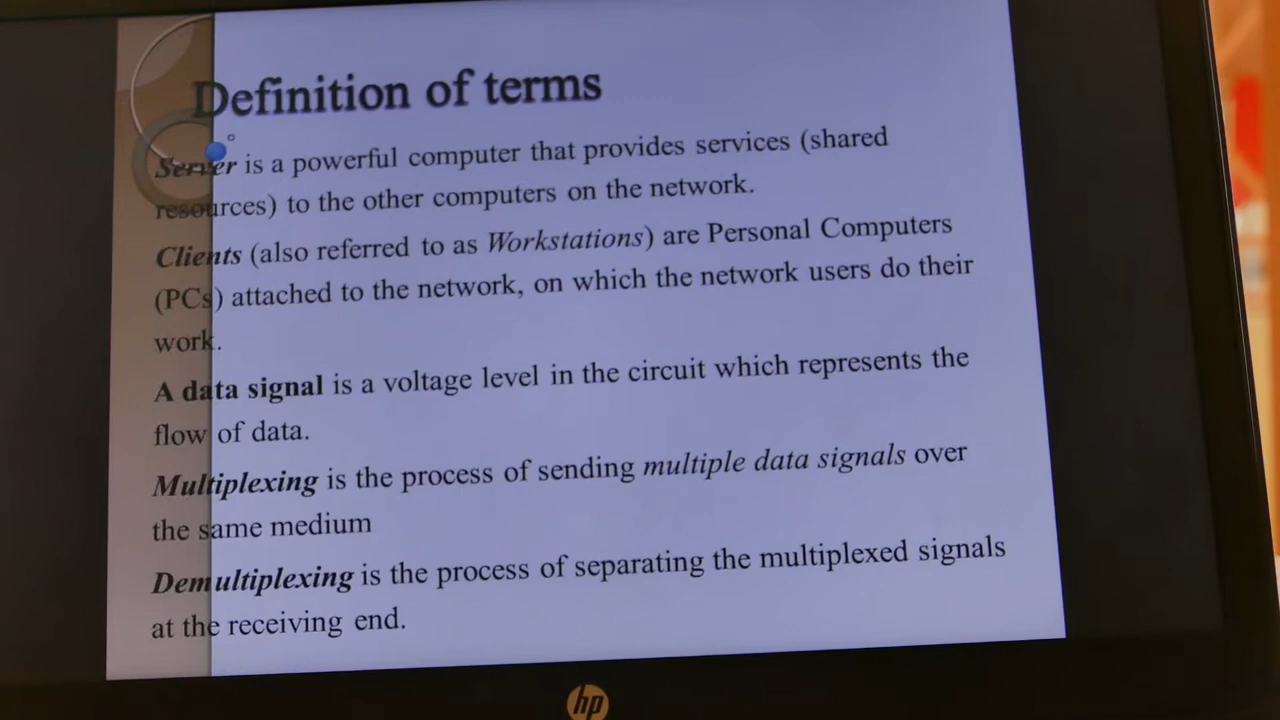 Definition of terms
Server is a powerful computer that provides services (shared
resources) to the other computers on the network.
Clients (also referred to as Workstations) are Personal Computers
(PCs) attached to the network, on which the network users do their
work.
A data signal is a voltage level in the circuit which represents the
flow of data.
Multiplexing is the process of sending multiple data signals over
the same medium
Demultiplexing is the process of separating the multiplexed signals
at the receiving end.
hp